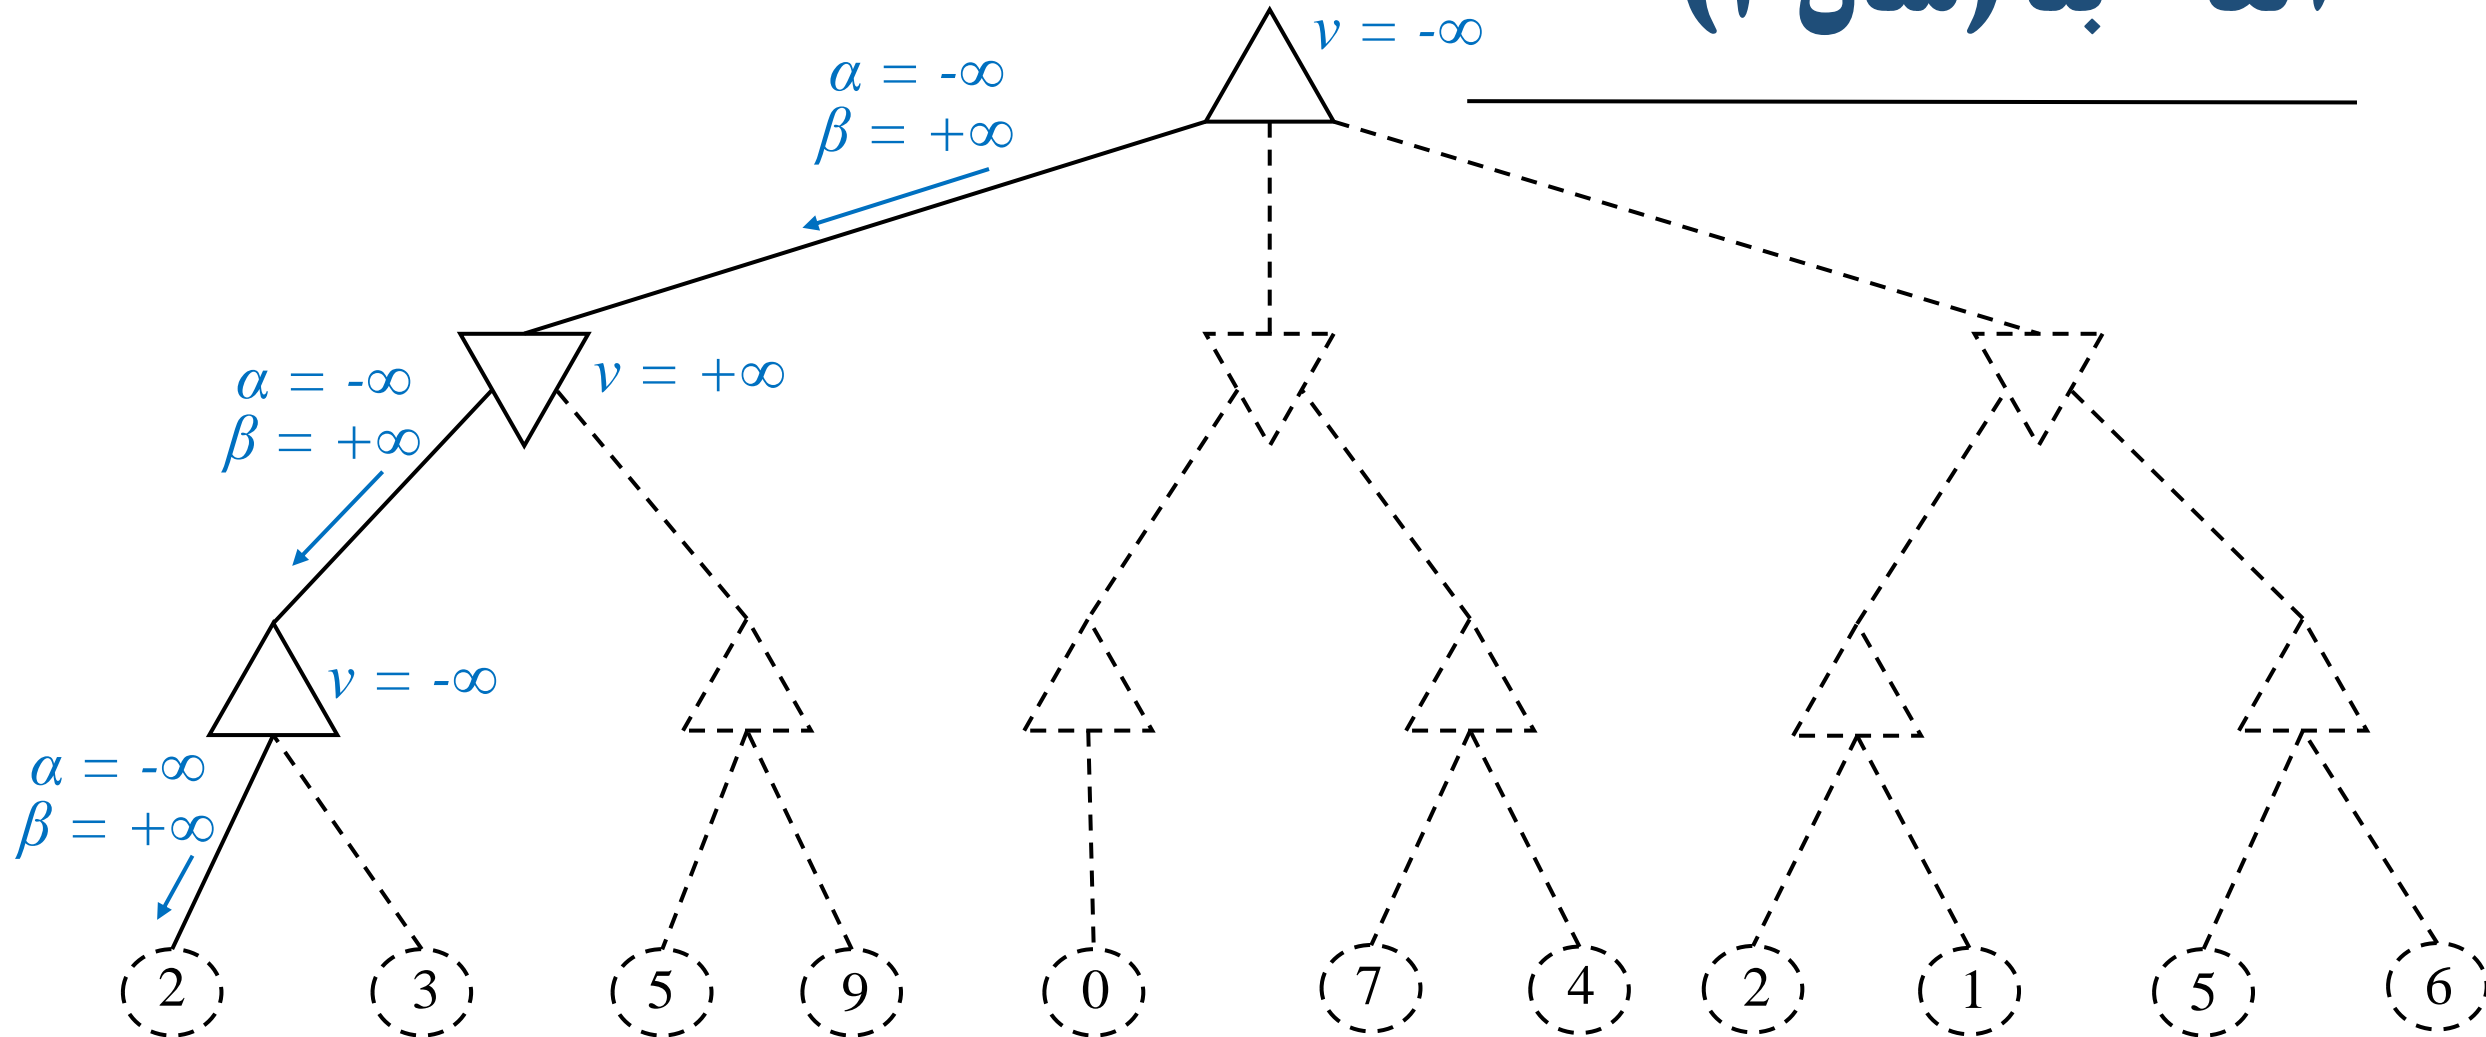 v = -∞
α = -∞
β = +∞
v = +∞
α = -∞
β = +∞
v = -∞
α = -∞
β = +∞
2 3 5 9 0 7 4 2 1 5 6